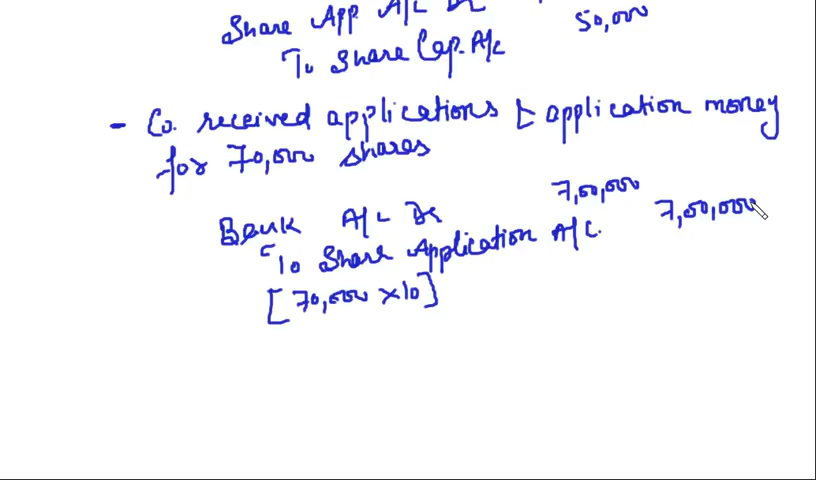 Share App A/c Dr
50,000
To Share Cap. A/c
- Co. received applications & application money
for 70,000 shares
Bank A/c Dr 7,00,000
To Share Application A/c. 7,00,000
[70,000 x 10]